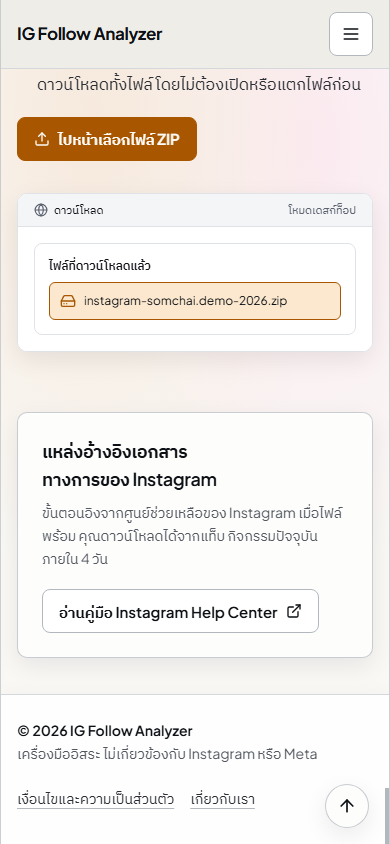 IG Follow Analyzer
ดาวน์โหลดทั้งไฟล์โดยไม่ต้องเปิดหรือแตกไฟล์ก่อน
ไปหน้าเลือกไฟล์ ZIP
ดาวน์โหลด
โหมดเดสก์ท็อป
ไฟล์ที่ดาวน์โหลดแล้ว
instagram-somchai.demo-2026.zip
แหล่งอ้างอิงเอกสาร
ทางการของ Instagram
ขั้นตอนอิงจากศูนย์ช่วยเหลือของ Instagram เมื่อไฟล์
พร้อม คุณดาวน์โหลดได้จากแท็บ กิจกรรมปัจจุบัน
ภายใน 4 วัน
อ่านคู่มือ Instagram Help Center
© 2026 IG Follow Analyzer
เครื่องมืออิสระ ไม่เกี่ยวข้องกับ Instagram หรือ Meta
เงื่อนไขและความเป็นส่วนตัว
เกี่ยวกับเรา